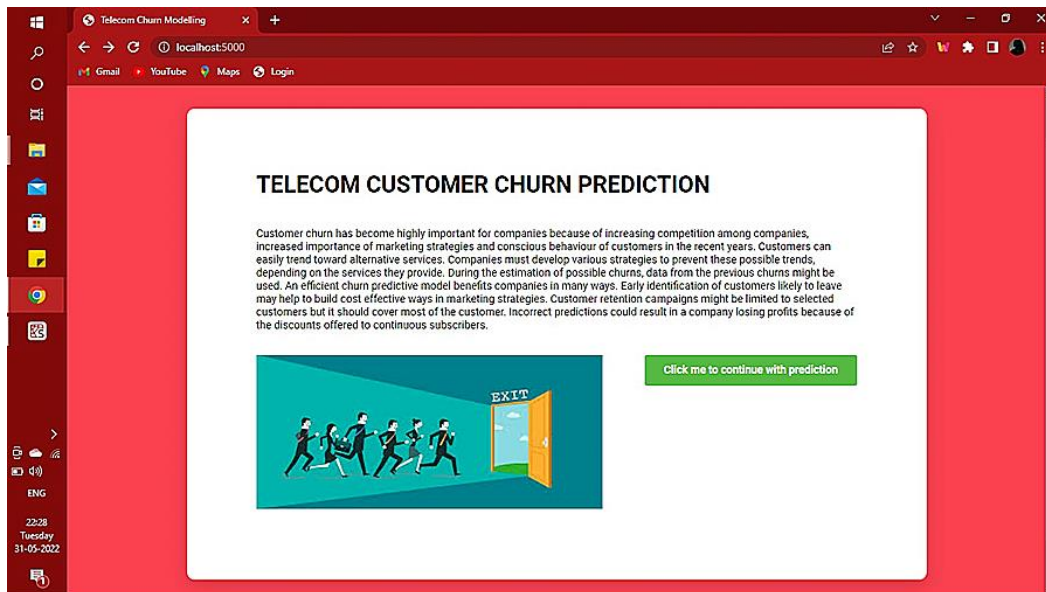 Telecom Churn Modelling
localhost:5000
Gmail YouTube Maps Login
TELECOM CUSTOMER CHURN PREDICTION
Customer churn has become highly important for companies because of increasing competition among companies,
increased importance of marketing strategies and conscious behaviour of customers in the recent years. Customers can
easily trend toward alternative services. Companies must develop various strategies to prevent these possible trends,
depending on the services they provide. During the estimation of possible churns, data from the previous churns might be
used. An efficient churn predictive model benefits companies in many ways. Early identification of customers likely to leave
may help to build cost effective ways in marketing strategies. Customer retention campaigns might be limited to selected
customers but it should cover most of the customer. Incorrect predictions could result in a company losing profits because of
the discounts offered to continuous subscribers.
Click me to continue with prediction
EXIT
ENG
22:28
Tuesday
31-05-2022
1